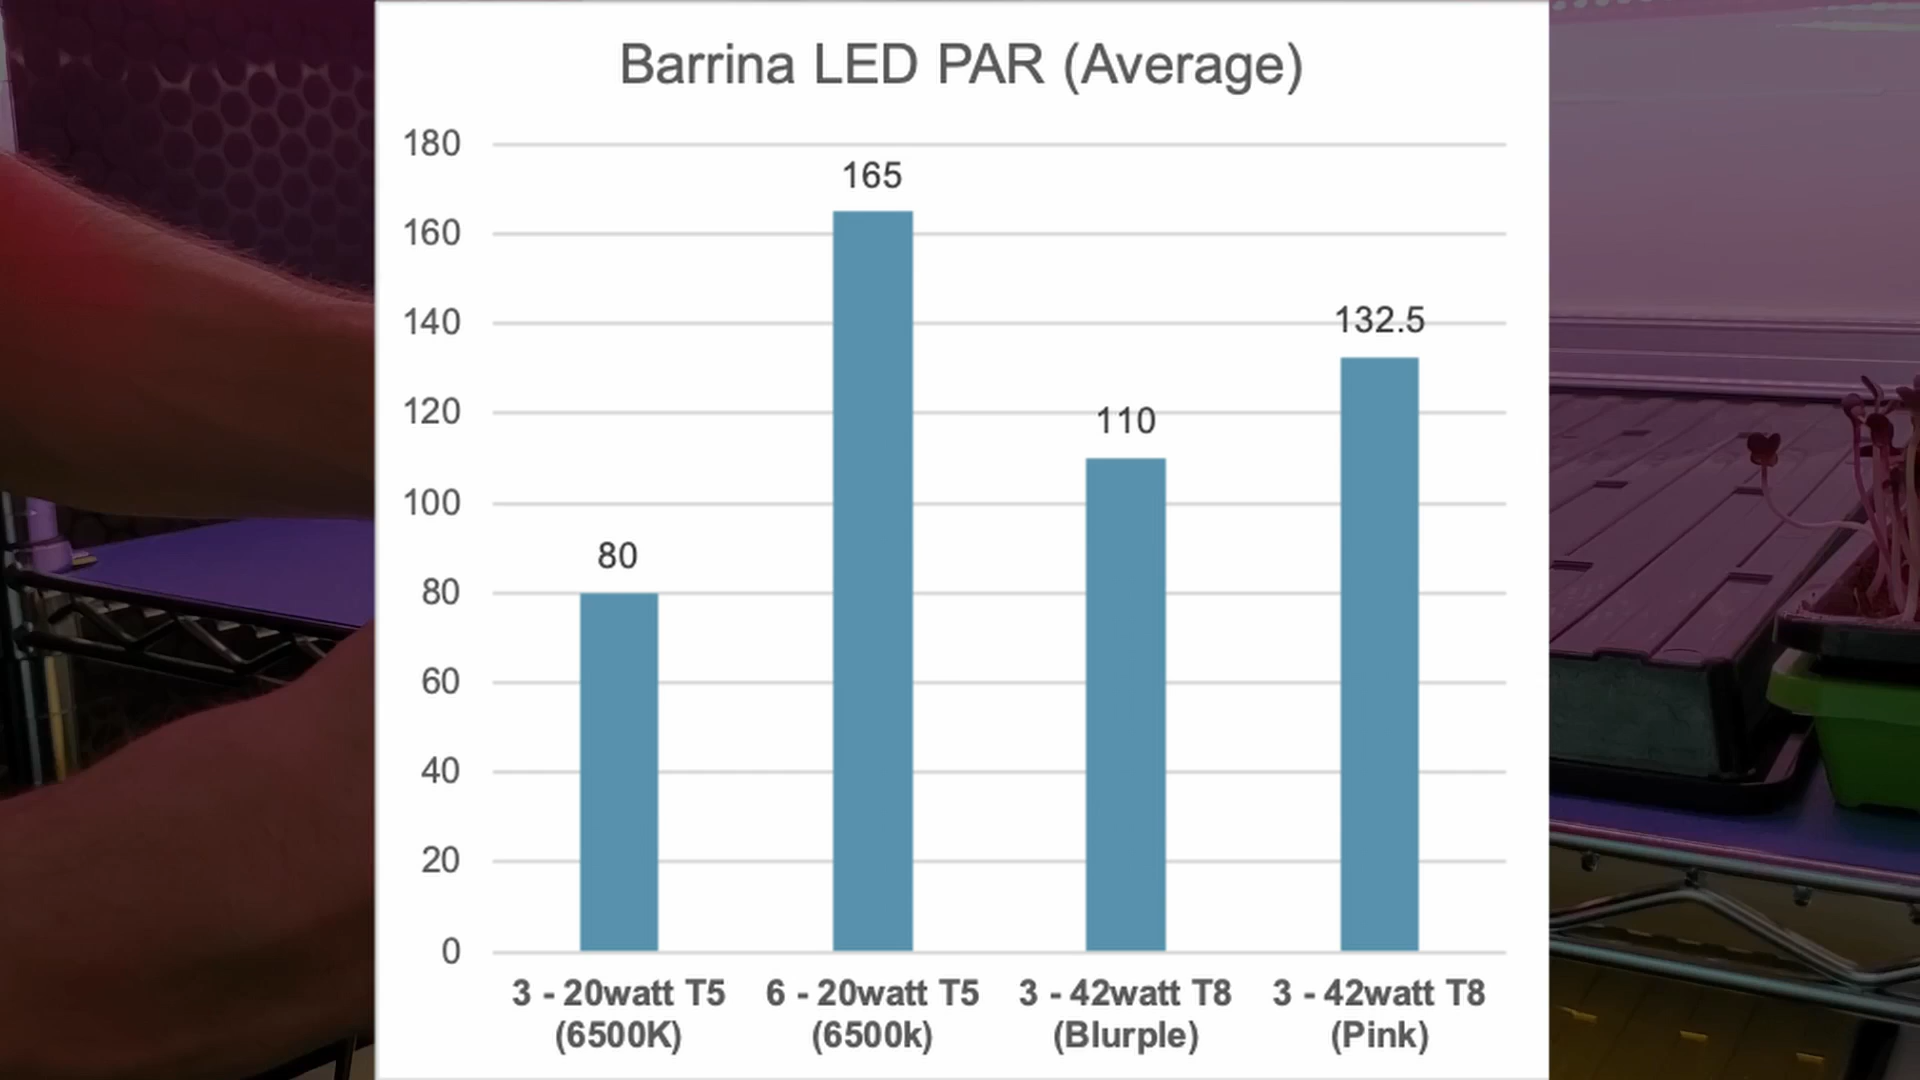 Barrina LED PAR (Average)
180
160
140
120
100
80
60
40
20
0
80
165
110
132.5
3 - 20watt T5
(6500K)
6 - 20watt T5
(6500k)
3 - 42watt T8
(Blurple)
3 - 42watt T8
(Pink)